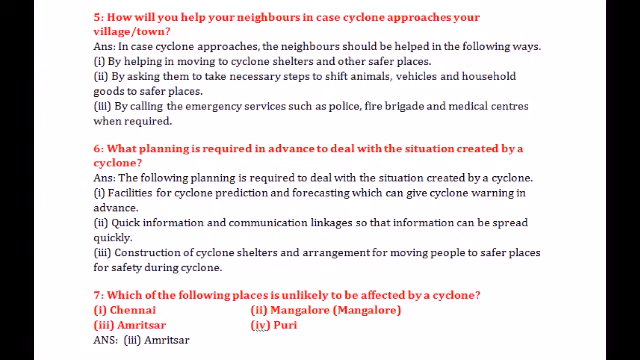 5: How will you help your neighbours in case cyclone approaches your
village/town?
Ans: In case cyclone approaches, the neighbours should be helped in the following ways.
(i) By helping in moving to cyclone shelters and other safer places.
(ii) By asking them to take necessary steps to shift animals, vehicles and household
goods to safer places.
(iii) By calling the emergency services such as police, fire brigade and medical centres
when required.
6: What planning is required in advance to deal with the situation created by a
cyclone?
Ans: The following planning is required to deal with the situation created by a cyclone.
(i) Facilities for cyclone prediction and forecasting which can give cyclone warning in
advance.
(ii) Quick information and communication linkages so that information can be spread
quickly.
(iii) Construction of cyclone shelters and arrangement for moving people to safer places
for safety during cyclone.
7: Which of the following places is unlikely to be affected by a cyclone?
(i) Chennai (ii) Mangalore (Mangalore)
(iii) Amritsar (iv) Puri
ANS: (iii) Amritsar